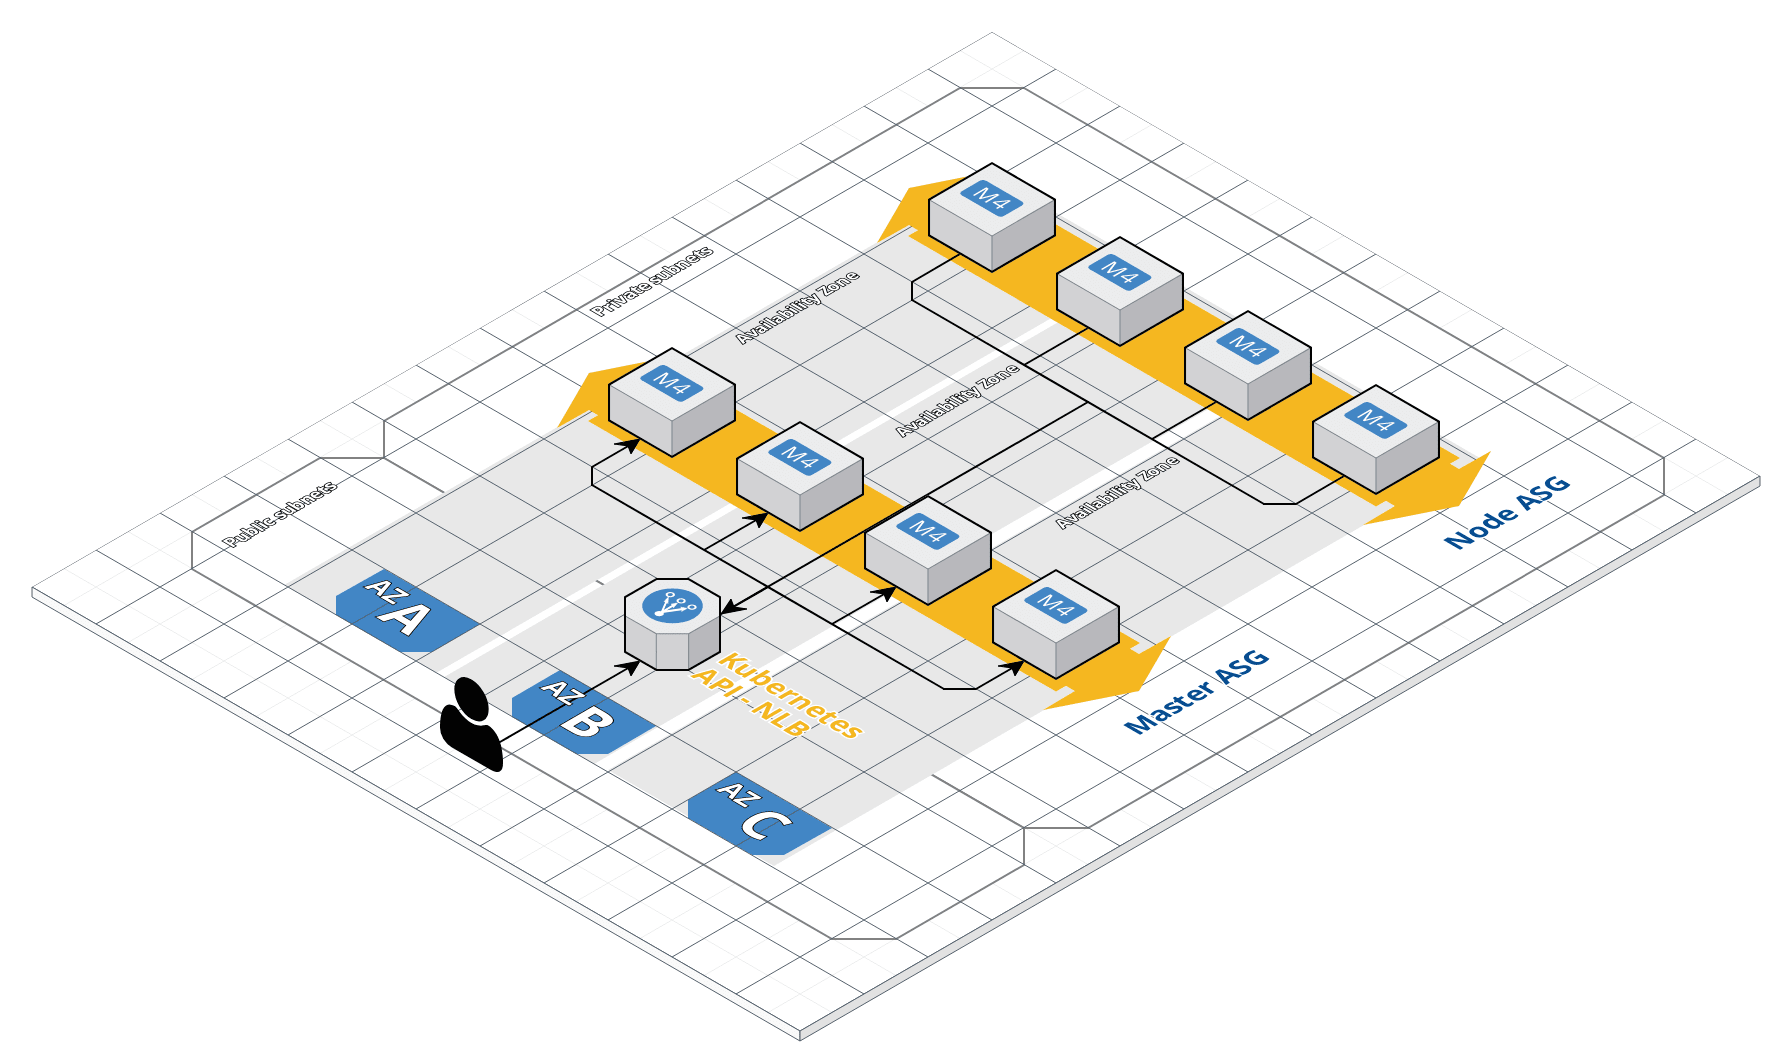 M4
M4
M4
M4
Private subnets
Availability Zone
M4
M4
M4
M4
Availability Zone
Availability Zone
Node ASG
Public subnets
AZ A
AZ B
AZ C
Kubernetes
API - NLB
Master ASG